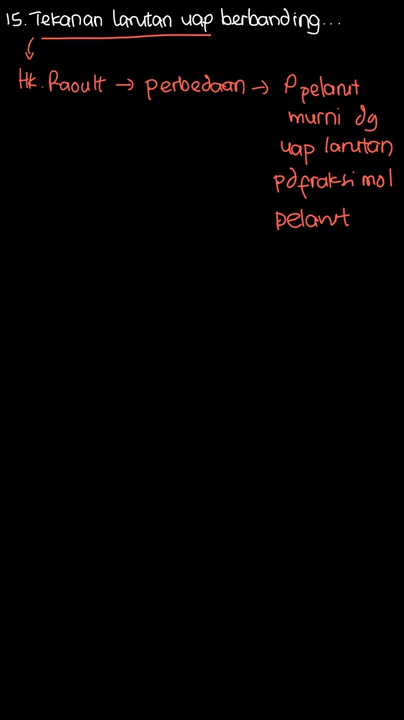 15. Tekanan larutan uap berbanding...
Hk. Raoult → perbedaan → P pelarut
murni dg
uap larutan
pd fraksi mol
pelarut